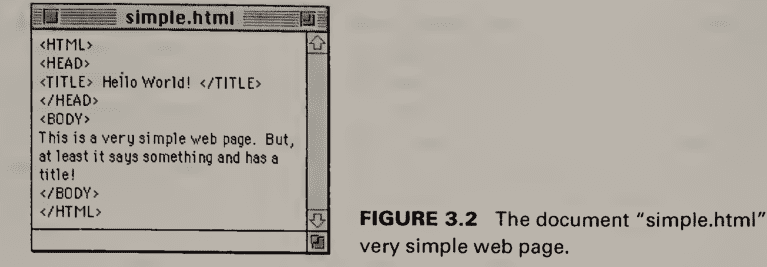 simple.html
<HTML>
<HEAD>
<TITLE> Hello World! </TITLE>
</HEAD>
<BODY>
This is a very simple web page. But,
at least it says something and has a
title!
</BODY>
</HTML>
FIGURE 3.2 The document "simple.html"
very simple web page.